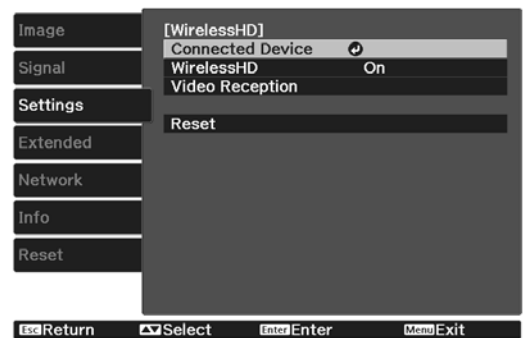 Image
Signal
Settings
Extended
Network
Info
Reset
[WirelessHD]
Connected Device
WirelessHD On
Video Reception
Reset
Esc Return Select Enter Enter Menu Exit